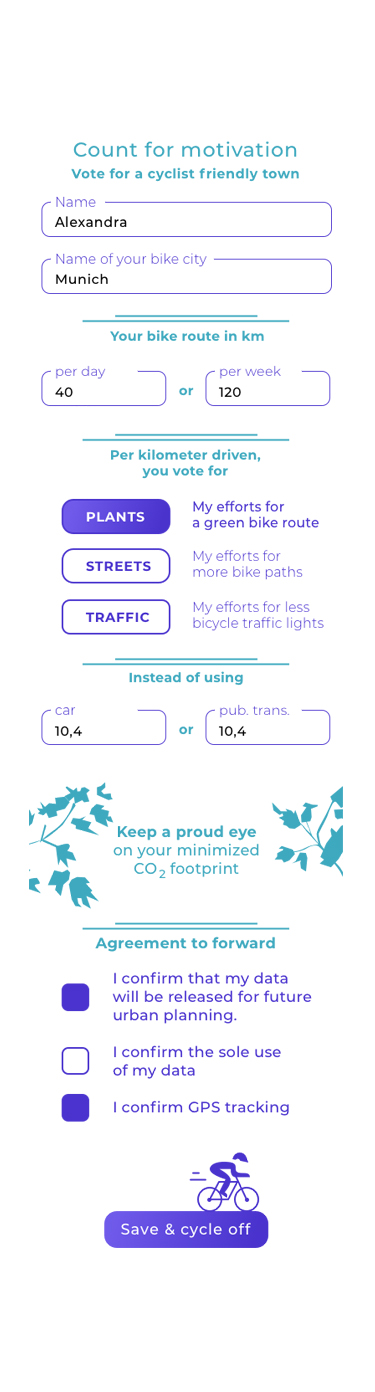 Count for motivation
Vote for a cyclist friendly town
Name
Alexandra
Name of your bike city
Munich
Your bike route in km
per day
40
or
per week
120
Per kilometer driven,
you vote for
PLANTS
My efforts for
a green bike route
STREETS
My efforts for
more bike paths
TRAFFIC
My efforts for less
bicycle traffic lights
Instead of using
car
10,4
or
pub. trans.
10,4
Keep a proud eye
on your minimized
CO2 footprint
Agreement to forward
I confirm that my data
will be released for future
urban planning.
I confirm the sole use
of my data
I confirm GPS tracking
Save & cycle off